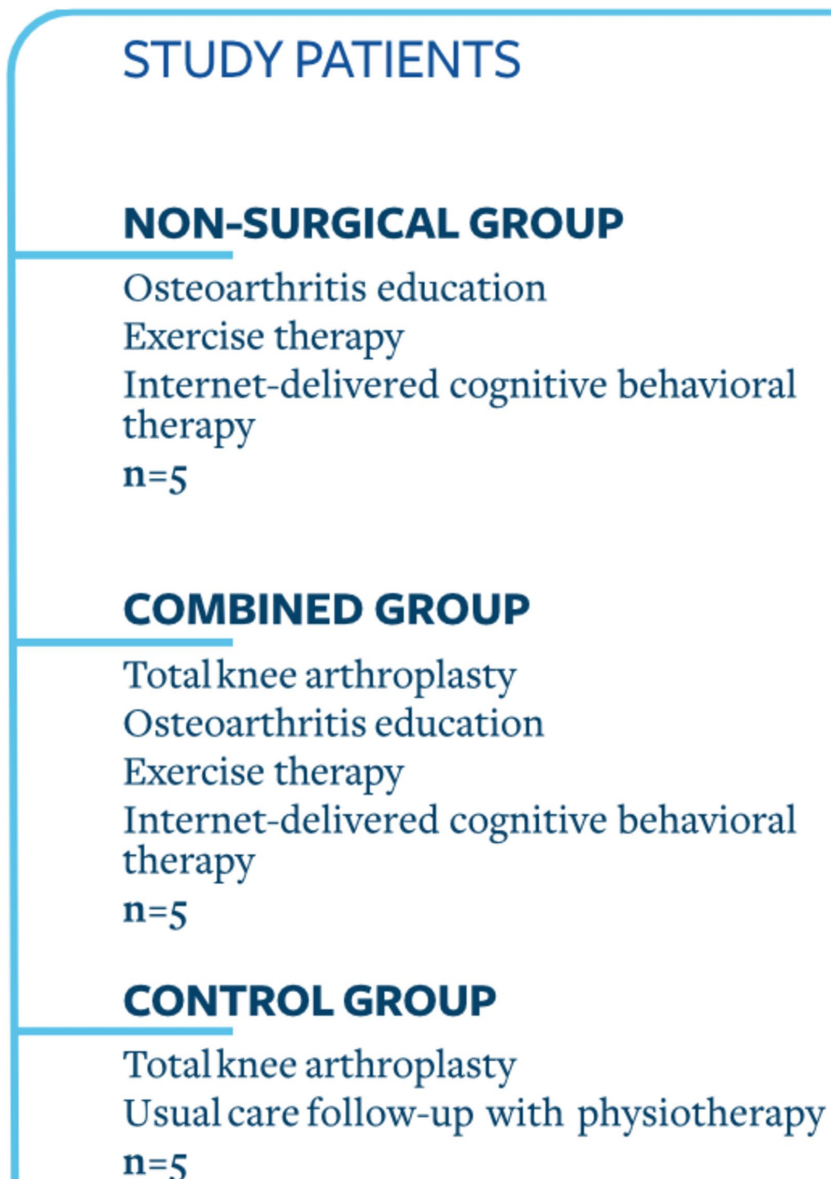 STUDY PATIENTS
NON-SURGICAL GROUP
Osteoarthritis education
Exercise therapy
Internet-delivered cognitive behavioral
therapy
n=5
COMBINED GROUP
Total knee arthroplasty
Osteoarthritis education
Exercise therapy
Internet-delivered cognitive behavioral
therapy
n=5
CONTROL GROUP
Total knee arthroplasty
Usual care follow-up with physiotherapy
n=5